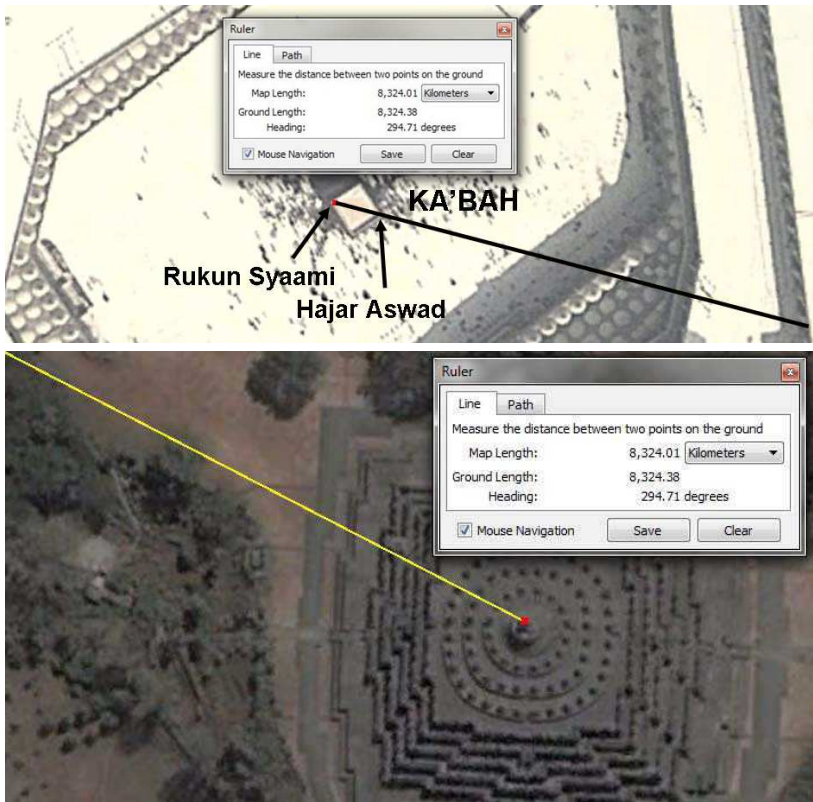 Ruler
Line Path
Measure the distance between two points on the ground
Map Length: 8,324.01 Kilometers
Ground Length: 8,324.38
Heading: 294.71 degrees
Mouse Navigation Save Clear
KA'BAH
Rukun Syaami
Hajar Aswad
Ruler
Line Path
Measure the distance between two points on the ground
Map Length: 8,324.01 Kilometers
Ground Length: 8,324.38
Heading: 294.71 degrees
Mouse Navigation Save Clear